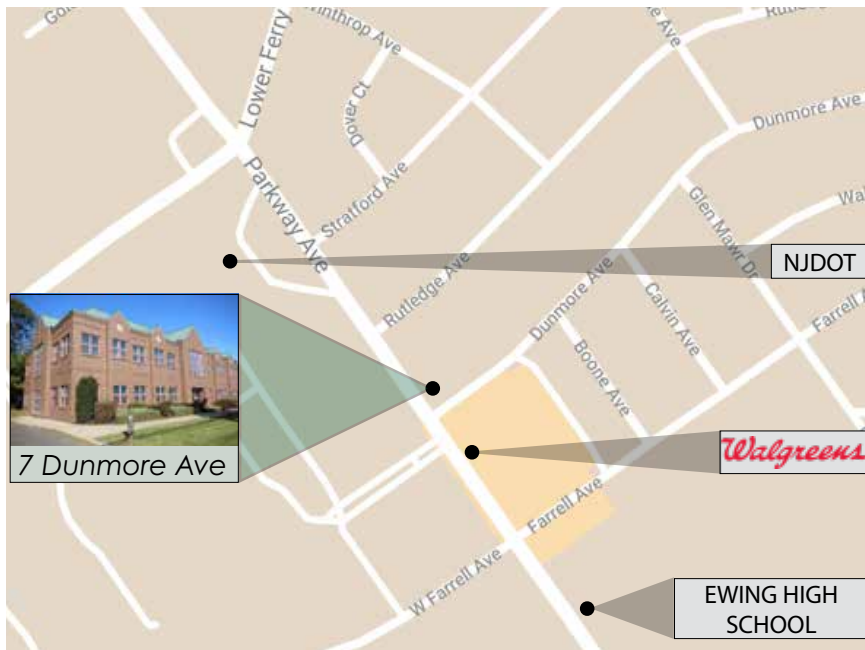 Winthrop Ave
Lower Ferry
Dover Ct
Dunmore Ave
Parkway Ave
Stratford Ave
Glen Mawr Dr
NJDOT
Rutledge Ave
Dunmore Ave
Calvin Ave
Farrell A
Boone Ave
7 Dunmore Ave
Walgreens
Farrell Ave
W Farrell Ave
EWING HIGH
SCHOOL